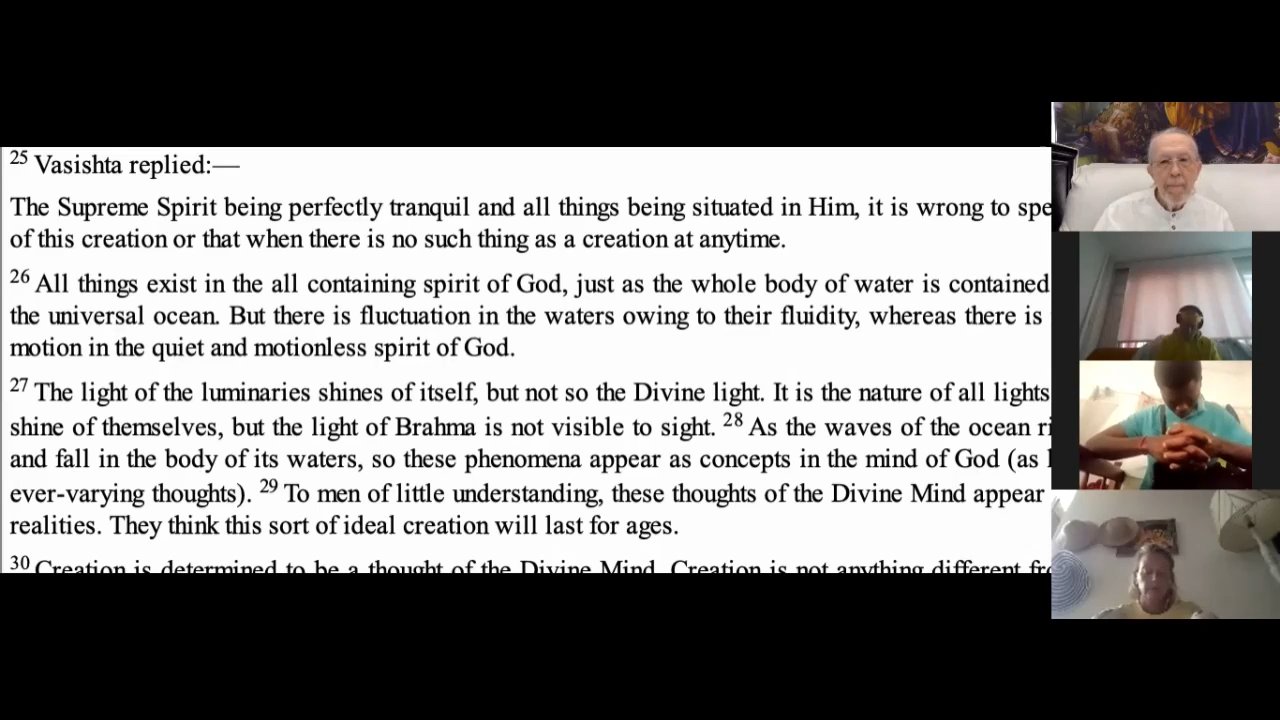 25 Vasishta replied:—
The Supreme Spirit being perfectly tranquil and all things being situated in Him, it is wrong to spe
of this creation or that when there is no such thing as a creation at anytime.
26 All things exist in the all containing spirit of God, just as the whole body of water is contained
the universal ocean. But there is fluctuation in the waters owing to their fluidity, whereas there is
motion in the quiet and motionless spirit of God.
27 The light of the luminaries shines of itself, but not so the Divine light. It is the nature of all lights
shine of themselves, but the light of Brahma is not visible to sight. 28 As the waves of the ocean ri
and fall in the body of its waters, so these phenomena appear as concepts in the mind of God (as
ever-varying thoughts). 29 To men of little understanding, these thoughts of the Divine Mind appear
realities. They think this sort of ideal creation will last for ages.
30 Creation is determined to be a thought of the Divine Mind. Creation is not anything different fr